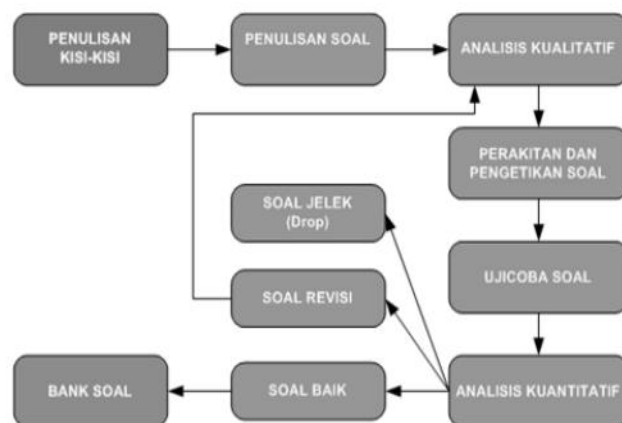 PENULISAN
KISI-KISI
PENULISAN SOAL
ANALISIS KUALITATIF
PERAKITAN DAN
PENGETIKAN SOAL
SOAL JELEK
(Drop)
UJICOBA SOAL
SOAL REVISI
BANK SOAL
SOAL BAIK
ANALISIS KUANTITATIF